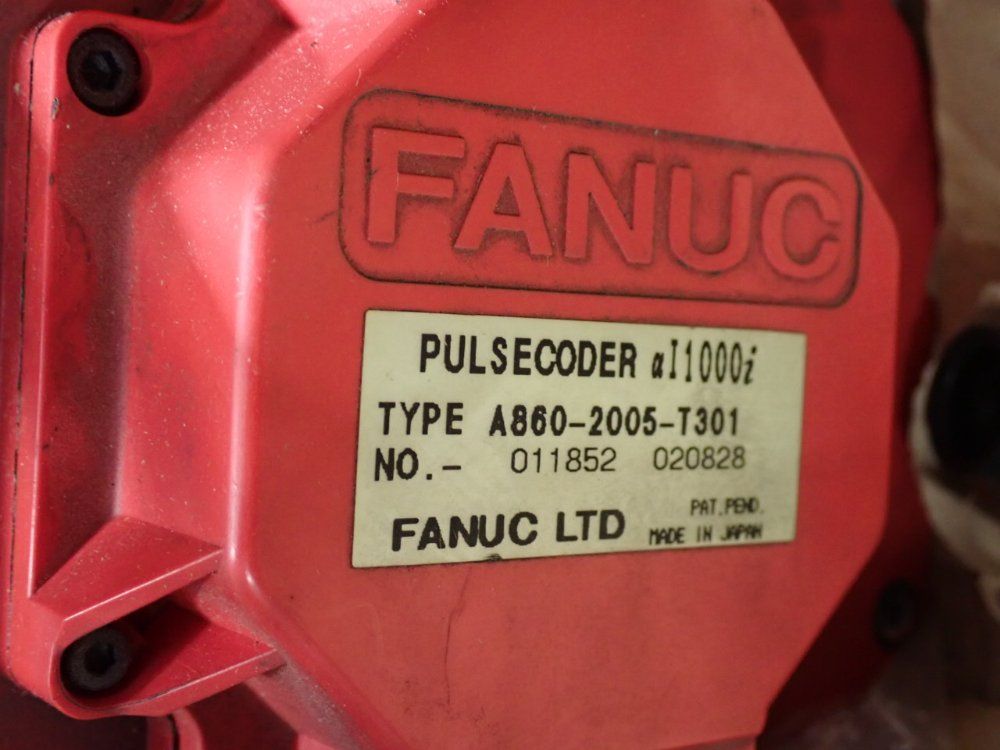 FANUC
PULSECODER αI1000i
TYPE A860-2005-T301
NO.- 011852 020828
FANUC LTD PAT.PEND.
MADE IN JAPAN